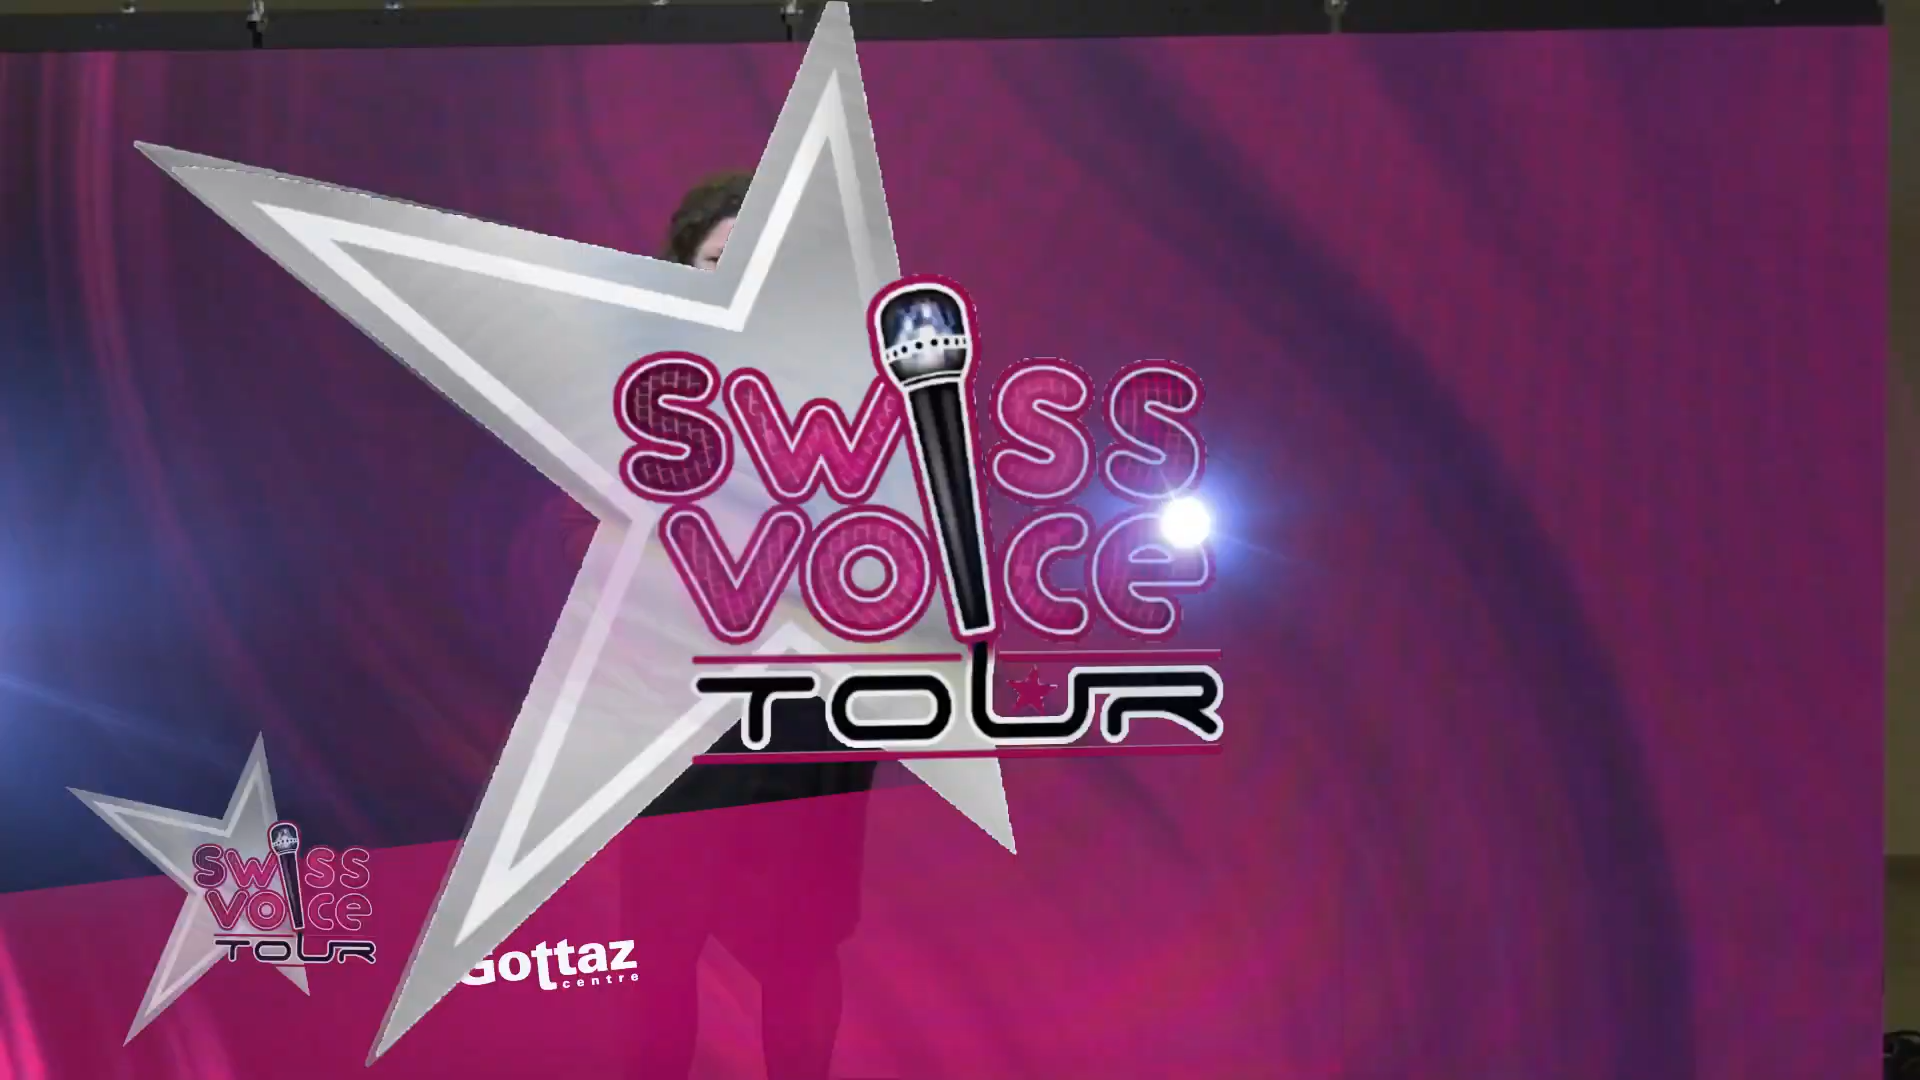 SWISS
VOICE
TOUR
SWISS
VOICE
TOUR
Gottaz
centre